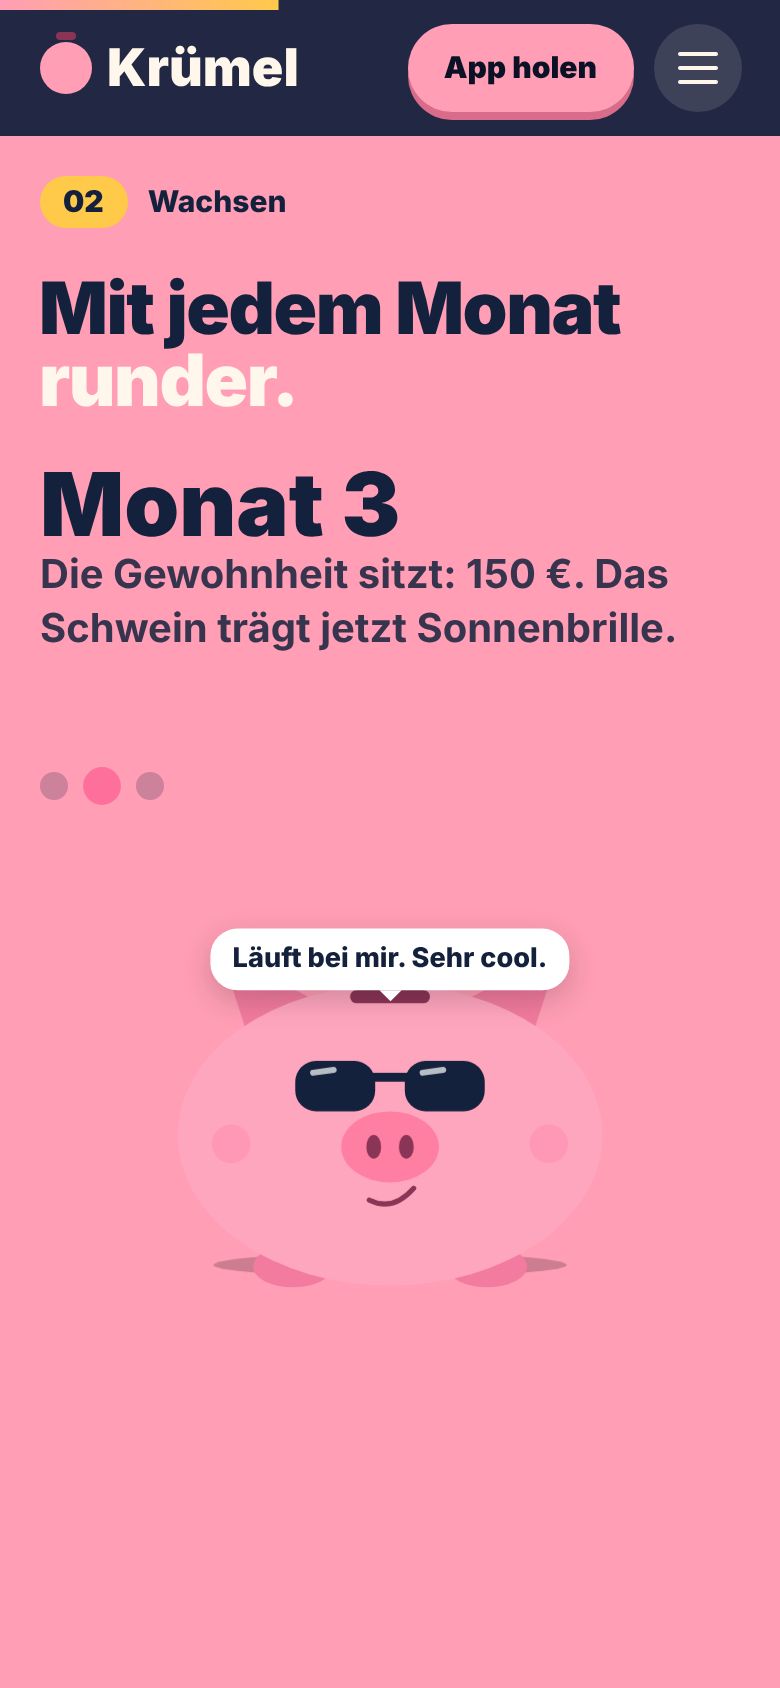 Krümel
App holen
02 Wachsen
Mit jedem Monat
runder.
Monat 3
Die Gewohnheit sitzt: 150 €. Das
Schwein trägt jetzt Sonnenbrille.
Läuft bei mir. Sehr cool.